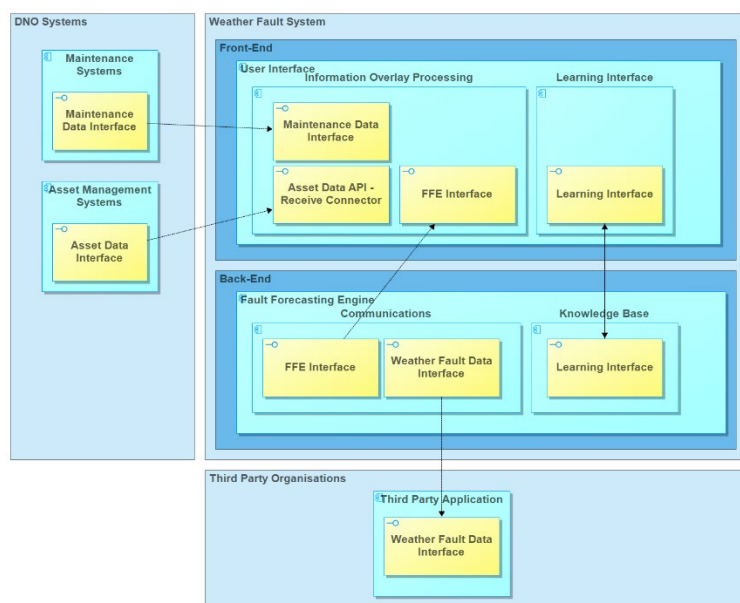 DNO Systems
Maintenance
Systems
Maintenance
Data Interface
Asset Management
Systems
Asset Data
Interface
Weather Fault System
Front-End
User Interface
Information Overlay Processing
Maintenance Data
Interface
Asset Data API -
Receive Connector
FFE Interface
Learning Interface
Learning Interface
Back-End
Fault Forecasting Engine
Communications
FFE Interface
Weather Fault Data
Interface
Knowledge Base
Learning Interface
Third Party Organisations
Third Party Application
Weather Fault Data
Interface